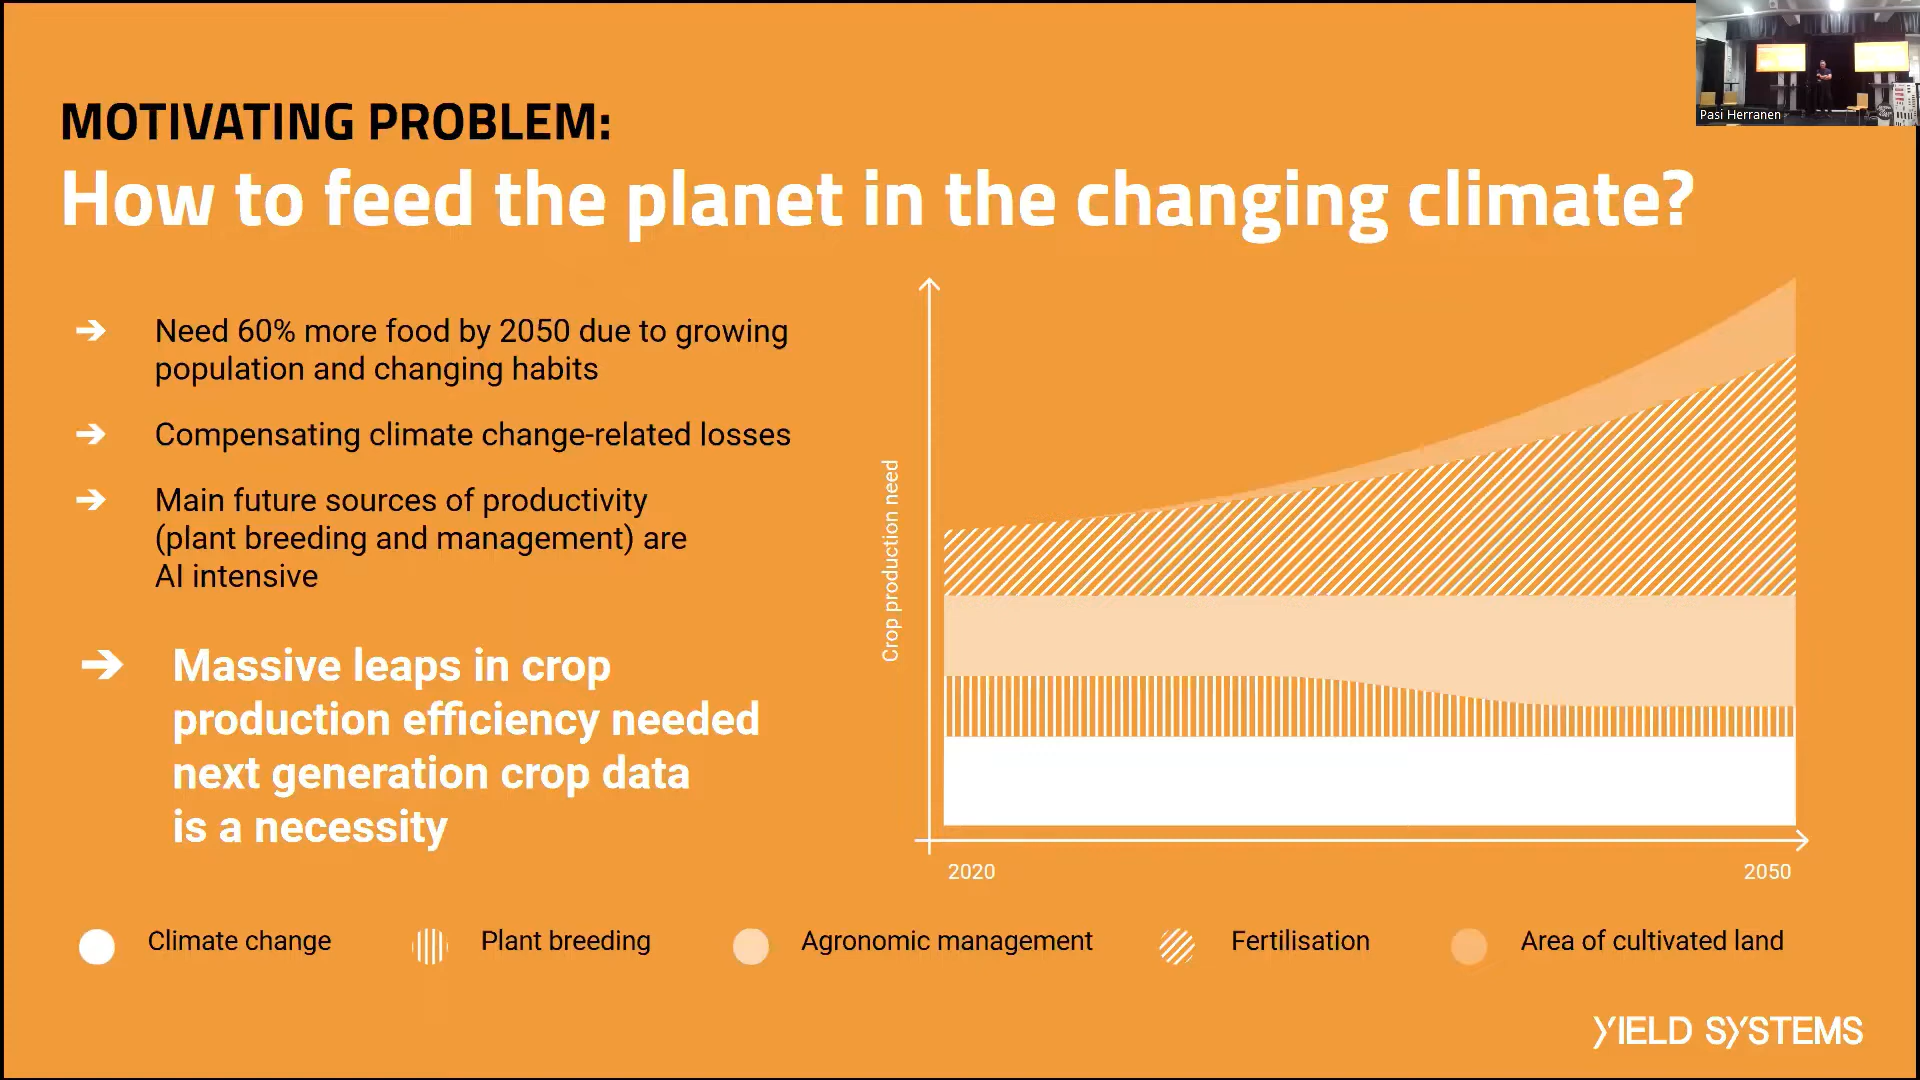 Pasi Herranen
MOTIVATING PROBLEM:
How to feed the planet in the changing climate?
Need 60% more food by 2050 due to growing
population and changing habits
Compensating climate change-related losses
Main future sources of productivity
(plant breeding and management) are
AI intensive
Massive leaps in crop
production efficiency needed
next generation crop data
is a necessity
Crop production need
2020
2050
Climate change
Plant breeding
Agronomic management
Fertilisation
Area of cultivated land
YIELD SYSTEMS